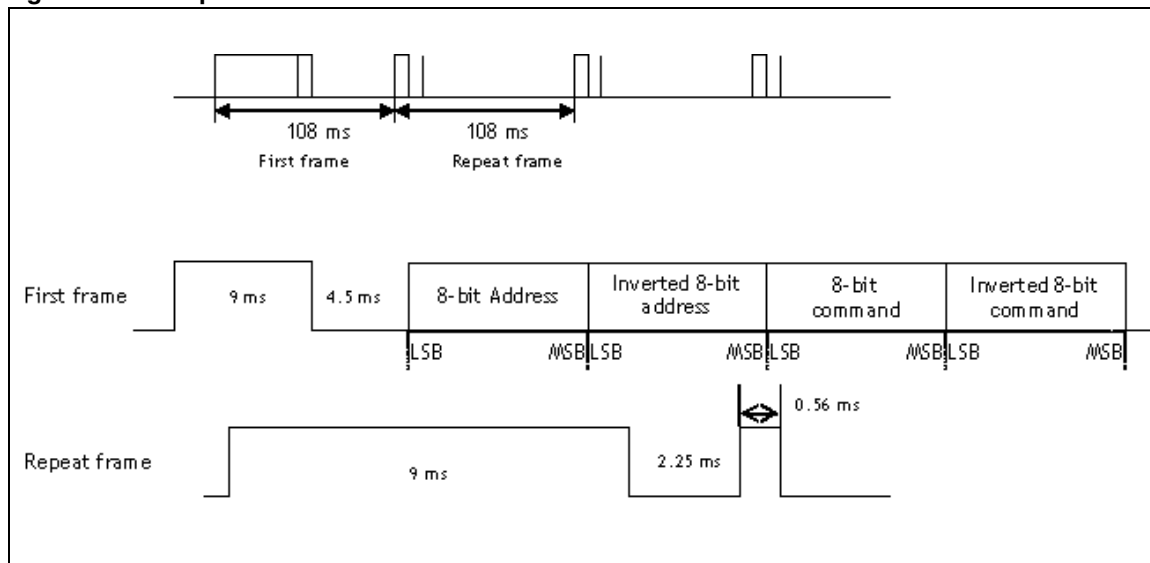 108 ms
108 ms
First frame
Repeat frame
First frame
9 ms
4.5 ms
8-bit Address
Inverted 8-bit
address
8-bit
command
Inverted 8-bit
command
LSB
MSB
LSB
MSB
LSB
MSB
LSB
MSB
0.56 ms
Repeat frame
9 ms
2.25 ms